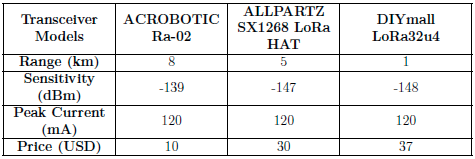 Transceiver Models ACROBOTIC Ra-02 ALLPARTZ SX1268 LoRa HAT DIYmall LoRa32u4
Range (km) 8 5 1
Sensitivity (dBm) -139 -147 -148
Peak Current (mA) 120 120 120
Price (USD) 10 30 37